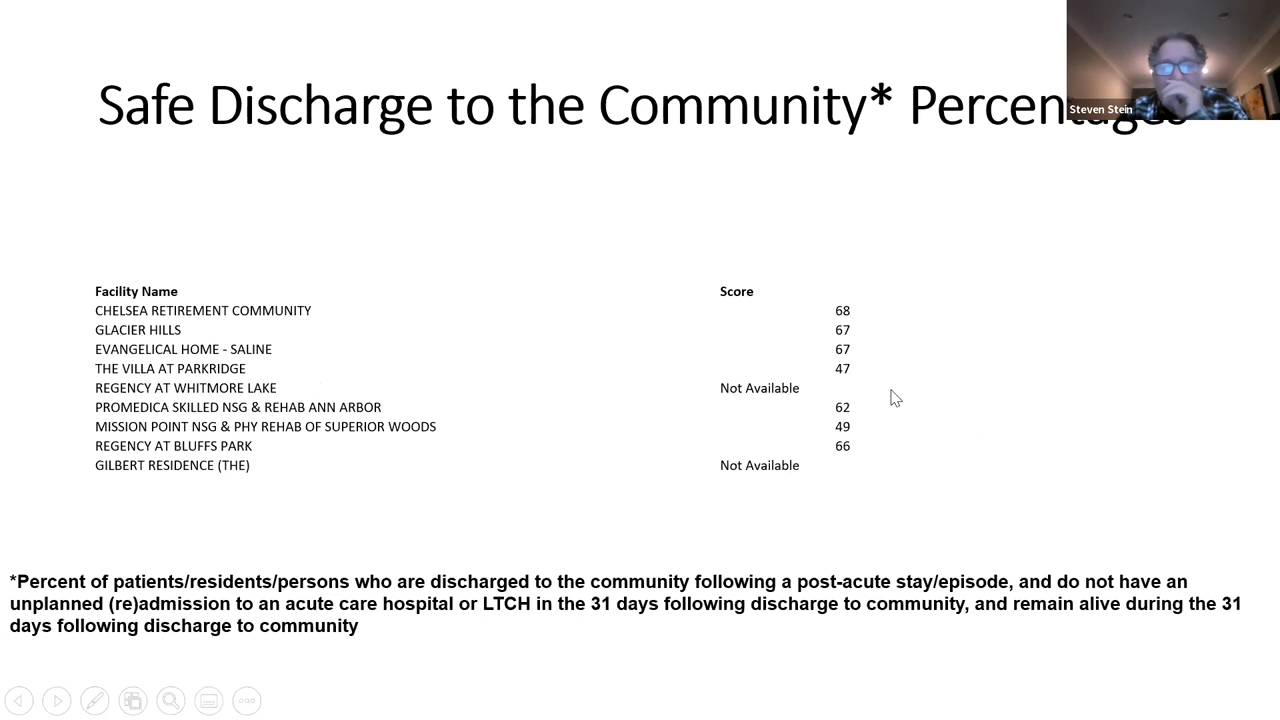 Safe Discharge to the Community* Percentages
Steven Stein
Facility Name Score
CHELSEA RETIREMENT COMMUNITY 68
GLACIER HILLS 67
EVANGELICAL HOME - SALINE 67
THE VILLA AT PARKRIDGE 47
REGENCY AT WHITMORE LAKE Not Available
PROMEDICA SKILLED NSG & REHAB ANN ARBOR 62
MISSION POINT NSG & PHY REHAB OF SUPERIOR WOODS 49
REGENCY AT BLUFFS PARK 66
GILBERT RESIDENCE (THE) Not Available
*Percent of patients/residents/persons who are discharged to the community following a post-acute stay/episode, and do not have an
unplanned (re)admission to an acute care hospital or LTCH in the 31 days following discharge to community, and remain alive during the 31
days following discharge to community